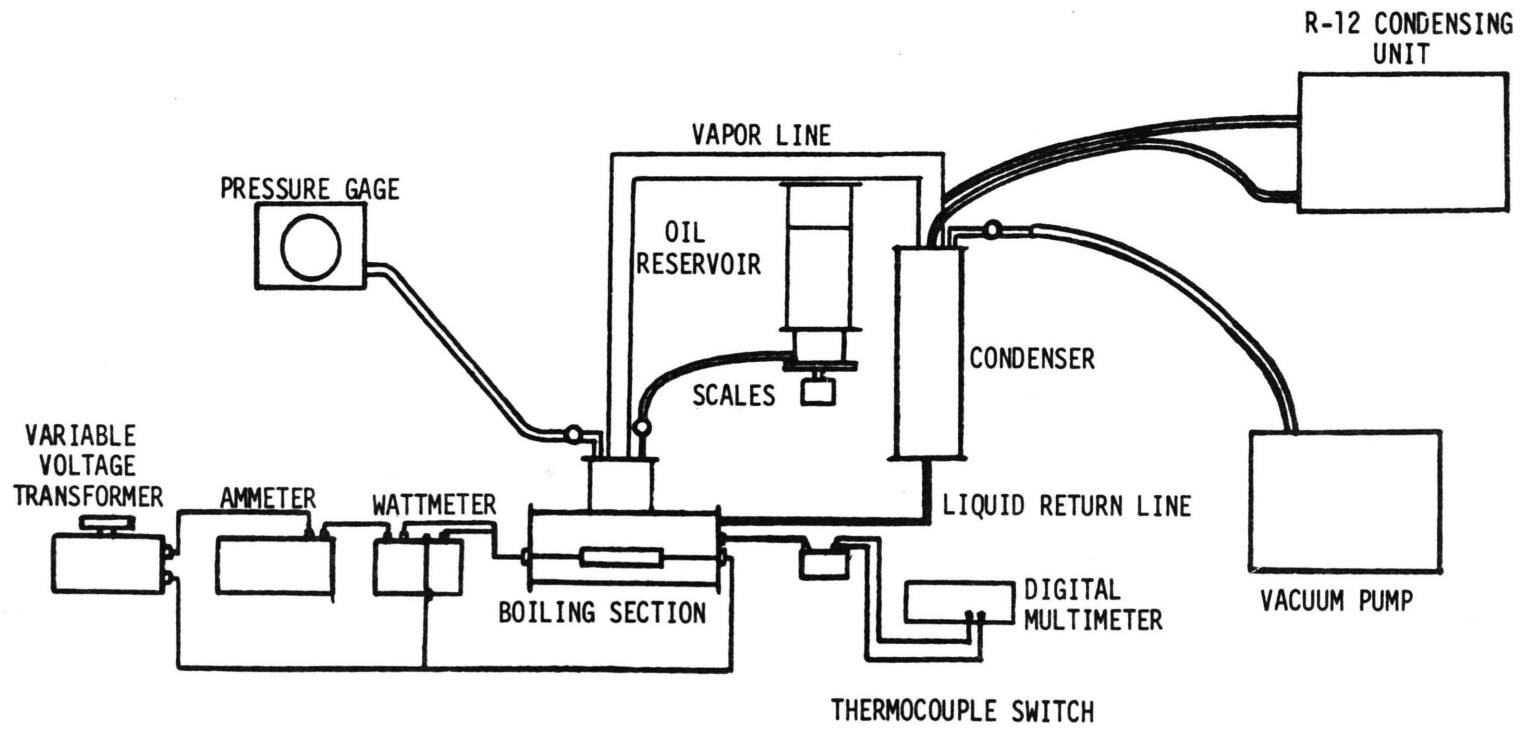 R-12 CONDENSING
UNIT
VAPOR LINE
PRESSURE GAGE
OIL
RESERVOIR
CONDENSER
SCALES
VARIABLE
VOLTAGE
TRANSFORMER
AMMETER
WATTMETER
LIQUID RETURN LINE
BOILING SECTION
DIGITAL
MULTIMETER
VACUUM PUMP
THERMOCOUPLE SWITCH